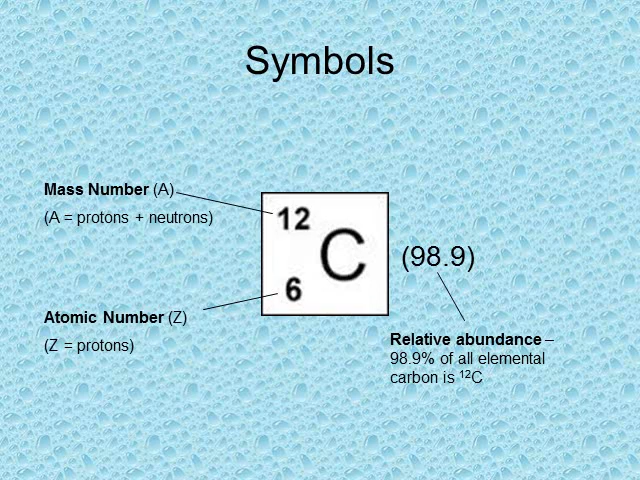 Symbols
Mass Number (A)
(A = protons + neutrons)
12
C
6
(98.9)
Atomic Number (Z)
(Z = protons)
Relative abundance –
98.9% of all elemental
carbon is ¹²C